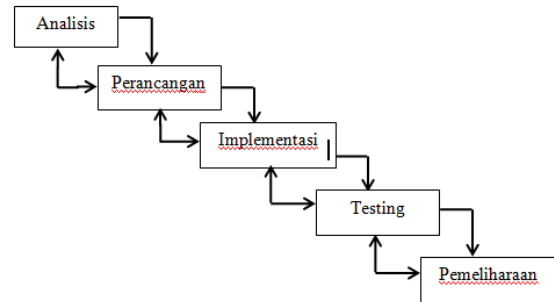 Analisis
Perancangan
Implementasi
Testing
Pemeliharaan